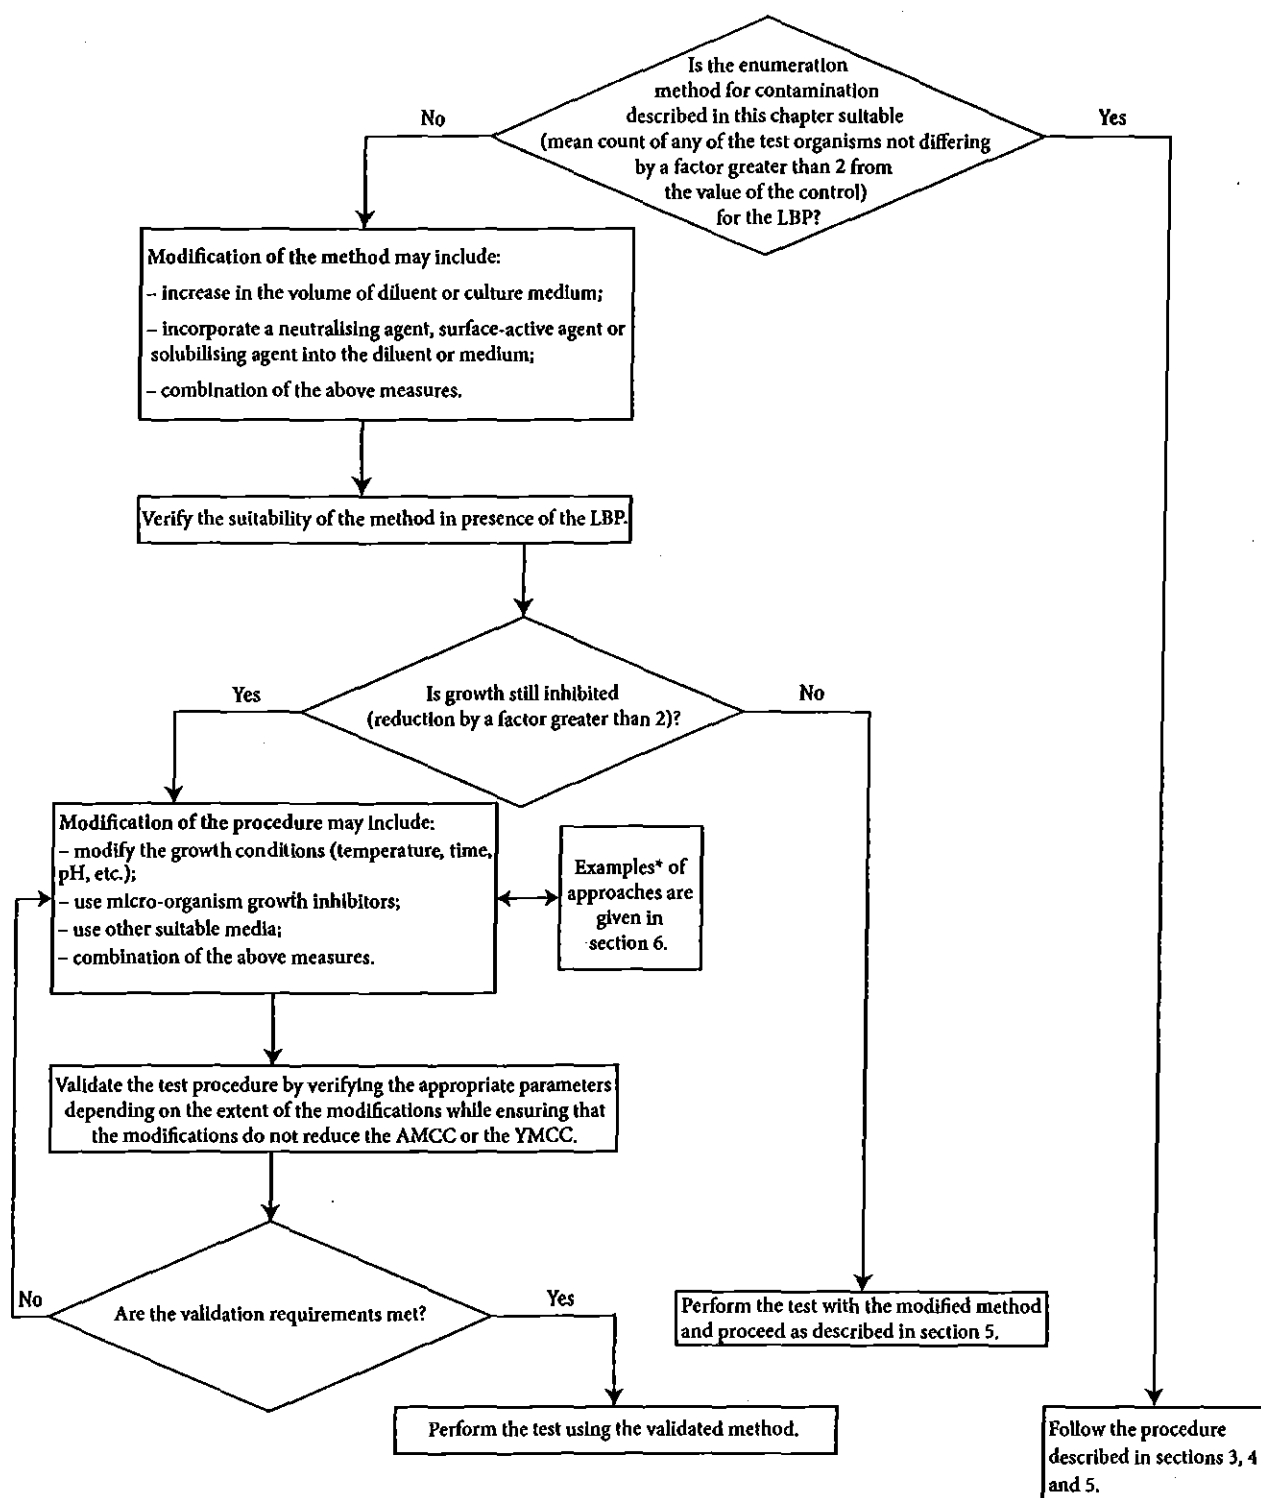 Is the enumeration
method for contamination
described in this chapter suitable
(mean count of any of the test organisms not differing
by a factor greater than 2 from
the value of the control)
for the LBP?
No
Yes
Modification of the method may include:
– increase in the volume of diluent or culture medium;
– incorporate a neutralising agent, surface-active agent or
solubilising agent into the diluent or medium;
– combination of the above measures.
Verify the suitability of the method in presence of the LBP.
Is growth still inhibited
(reduction by a factor greater than 2)?
Yes
No
Modification of the procedure may include:
– modify the growth conditions (temperature, time,
pH, etc.);
– use micro-organism growth inhibitors;
– use other suitable media;
– combination of the above measures.
Examples* of
approaches are
given in
section 6.
Validate the test procedure by verifying the appropriate parameters
depending on the extent of the modifications while ensuring that
the modifications do not reduce the AMCC or the YMCC.
Are the validation requirements met?
No
Yes
Perform the test with the modified method
and proceed as described in section 5.
Perform the test using the validated method.
Follow the procedure
described in sections 3, 4
and 5.